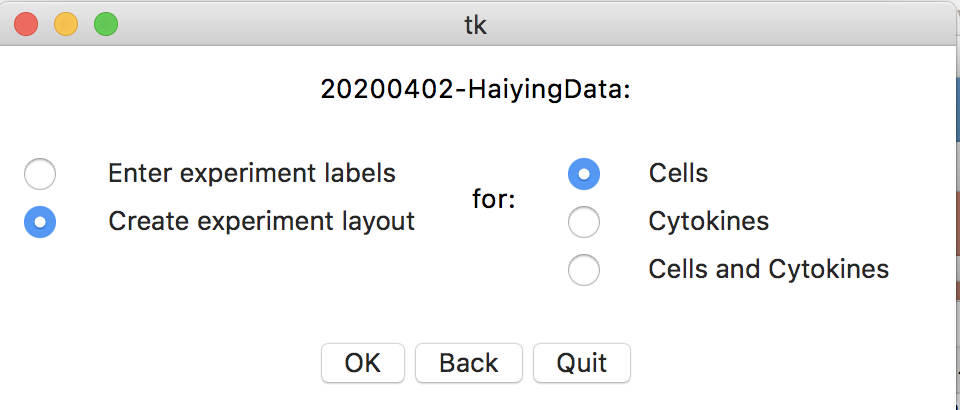 tk
20200402-HaiyingData:
Enter experiment labels
Create experiment layout
for:
Cells
Cytokines
Cells and Cytokines
OK
Back
Quit